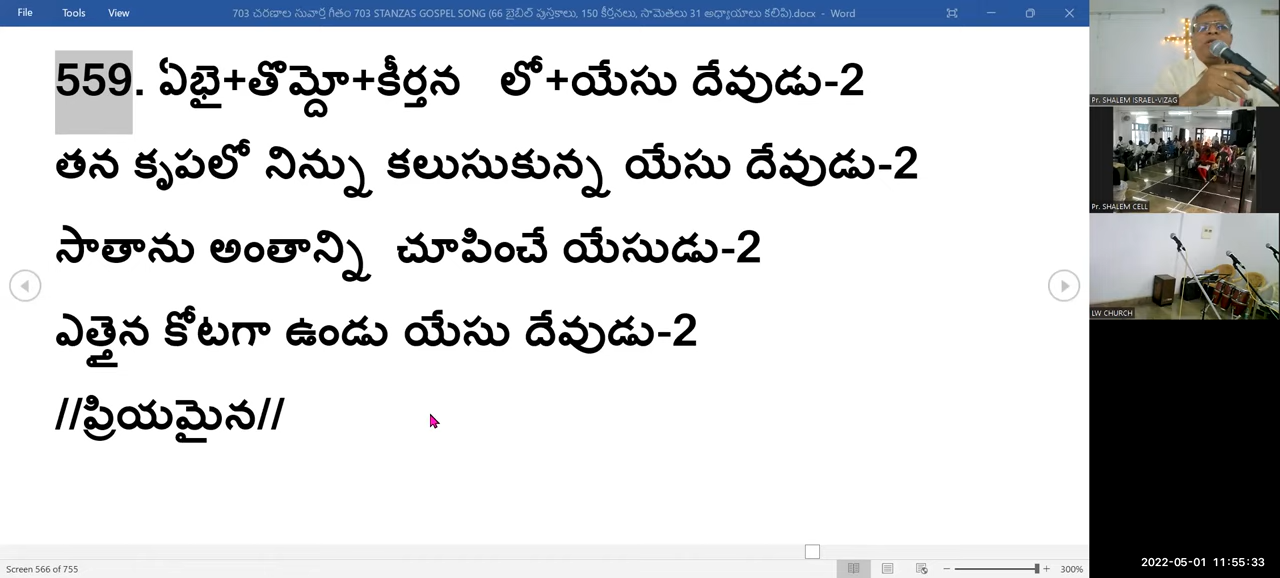 File Tools View 703 చరణాల సువార్త గీతం 703 STANZAS GOSPEL SONG (66 బైబిల్ పుస్తకాలు, 150 కీర్తనలు, సామెతలు 31 అధ్యాయాలు కలిపి).docx - Word
559. ఏభై+తొమ్దో+కీర్తన లో+యేసు దేవుడు-2
తన కృపలో నిన్ను కలుసుకున్న యేసు దేవుడు-2
సాతాను అంతాన్ని చూపించే యేసుడు-2
ఎత్తైన కోటగా ఉండు యేసు దేవుడు-2
//ప్రియమైన//
Pr. SHALEM ISRAEL-VIZAG
Pr. SHALEM CELL
LW CHURCH
2022-05-01 11:55:33
Screen 566 of 755
300%